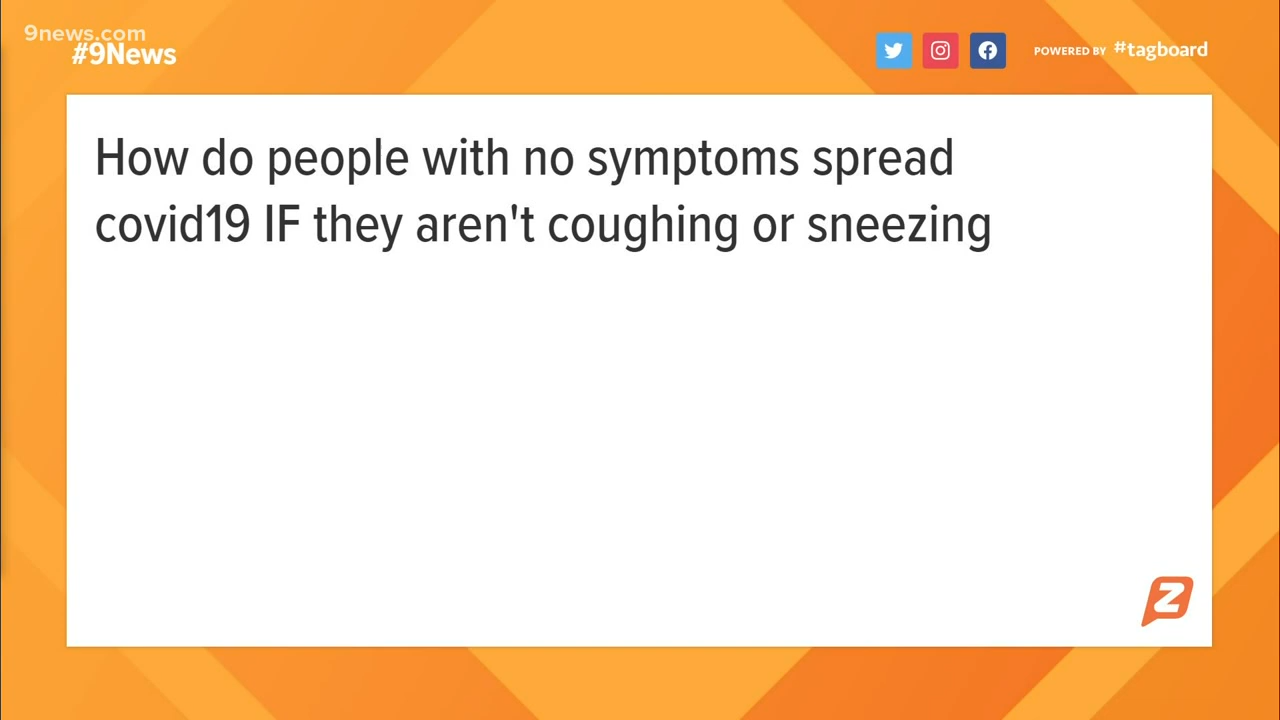 9news.com
#9News
POWERED BY #tagboard
How do people with no symptoms spread
covid19 IF they aren't coughing or sneezing
Z